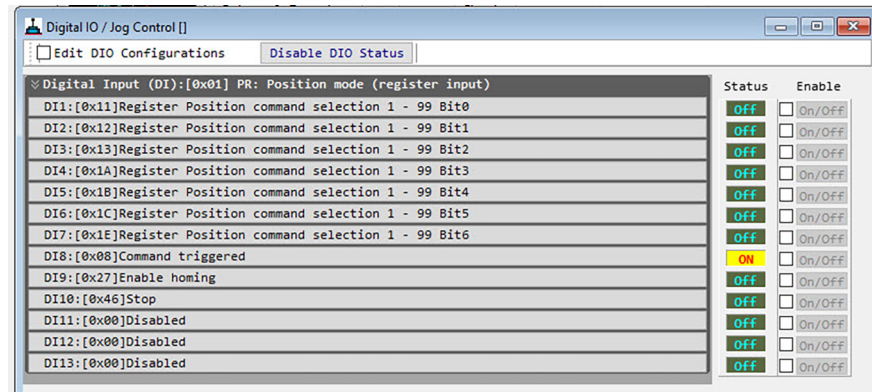 Digital IO / Jog Control []
Edit DIO Configurations Disable DIO Status
Digital Input (DI):[0x01] PR: Position mode (register input) Status Enable
DI1:[0x11]Register Position command selection 1 - 99 Bit0 Off On/Off
DI2:[0x12]Register Position command selection 1 - 99 Bit1 Off On/Off
DI3:[0x13]Register Position command selection 1 - 99 Bit2 Off On/Off
DI4:[0x1A]Register Position command selection 1 - 99 Bit3 Off On/Off
DI5:[0x1B]Register Position command selection 1 - 99 Bit4 Off On/Off
DI6:[0x1C]Register Position command selection 1 - 99 Bit5 Off On/Off
DI7:[0x1E]Register Position command selection 1 - 99 Bit6 Off On/Off
DI8:[0x08]Command triggered ON On/Off
DI9:[0x27]Enable homing Off On/Off
DI10:[0x46]Stop Off On/Off
DI11:[0x00]Disabled Off On/Off
DI12:[0x00]Disabled Off On/Off
DI13:[0x00]Disabled Off On/Off